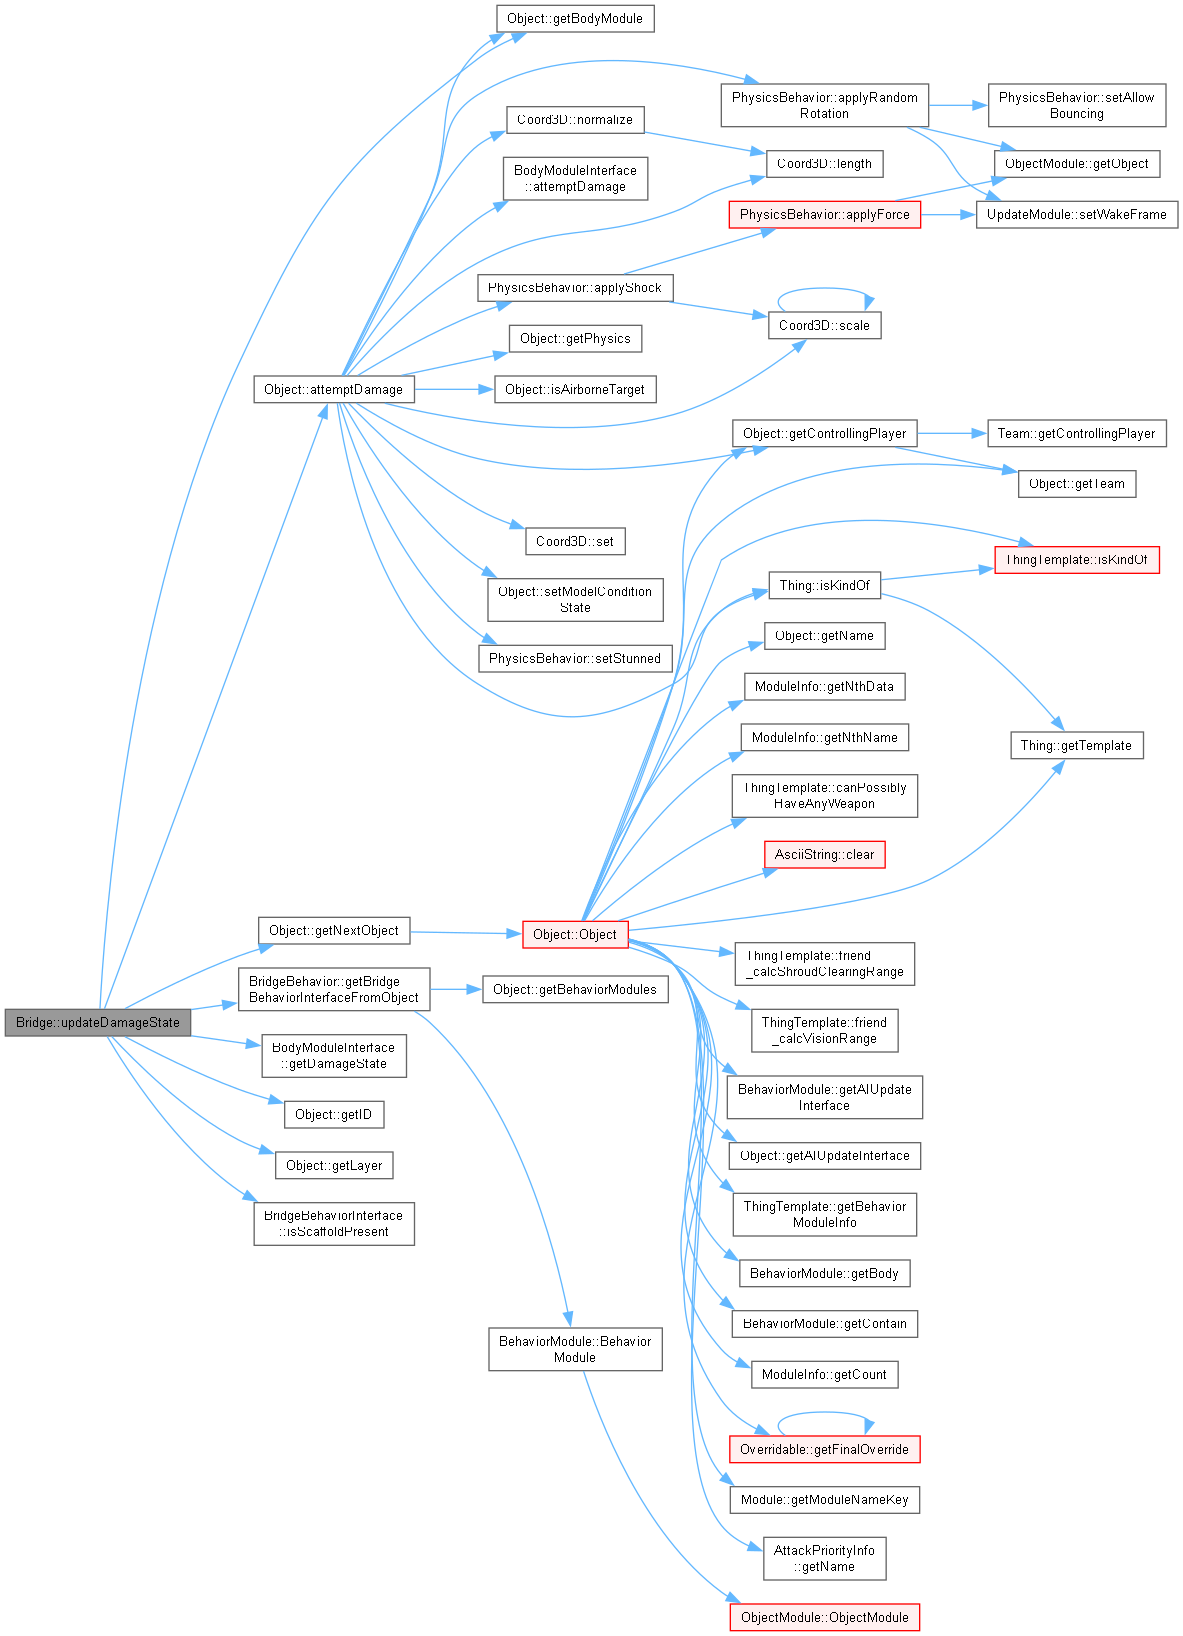 Object::getBodyModule
PhysicsBehavior::applyRandom
Rotation
PhysicsBehavior::setAllow
Bouncing
Coord3D::normalize
Coord3D::length
ObjectModule::getObject
BodyModuleInterface
::attemptDamage
PhysicsBehavior::applyForce
UpdateModule::setWakeFrame
PhysicsBehavior::applyShock
Coord3D::scale
Object::getPhysics
Object::attemptDamage
Object::isAirborneTarget
Object::getControllingPlayer
Team::getControllingPlayer
Object::getTeam
Coord3D::set
ThingTemplate::isKindOf
Thing::isKindOf
Object::setModelCondition
State
Object::getName
PhysicsBehavior::setStunned
ModuleInfo::getNthData
ModuleInfo::getNthName
Thing::getTemplate
ThingTemplate::canPossibly
HaveAnyWeapon
AsciiString::clear
Object::getNextObject
Object::Object
ThingTemplate::friend
_calcShroudClearingRange
BridgeBehavior::getBridge
BehaviorInterfaceFromObject
Object::getBehaviorModules
Bridge::updateDamageState
ThingTemplate::friend
_calcVisionRange
BodyModuleInterface
::getDamageState
BehaviorModule::getAIUpdate
Interface
Object::getID
Object::getAIUpdateInterface
Object::getLayer
ThingTemplate::getBehavior
ModuleInfo
BridgeBehaviorInterface
::isScaffoldPresent
BehaviorModule::getBody
BehaviorModule::getContain
BehaviorModule::Behavior
Module
ModuleInfo::getCount
Overridable::getFinalOverride
Module::getModuleNameKey
AttackPriorityInfo
::getName
ObjectModule::ObjectModule